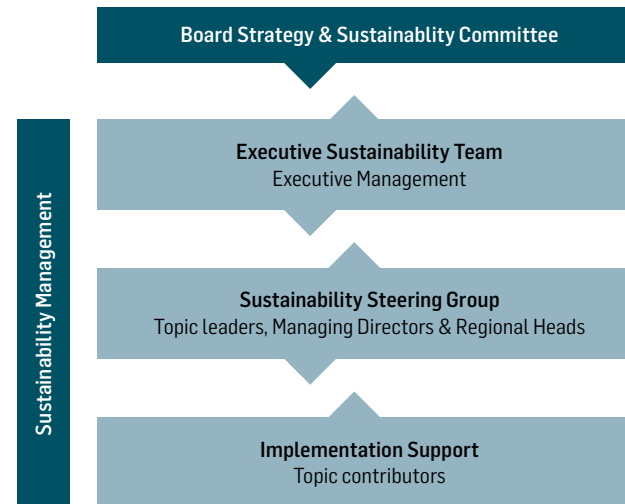 Board Strategy & Sustainablity Committee
Sustainability Management
Executive Sustainability Team
Executive Management
Sustainability Steering Group
Topic leaders, Managing Directors & Regional Heads
Implementation Support
Topic contributors